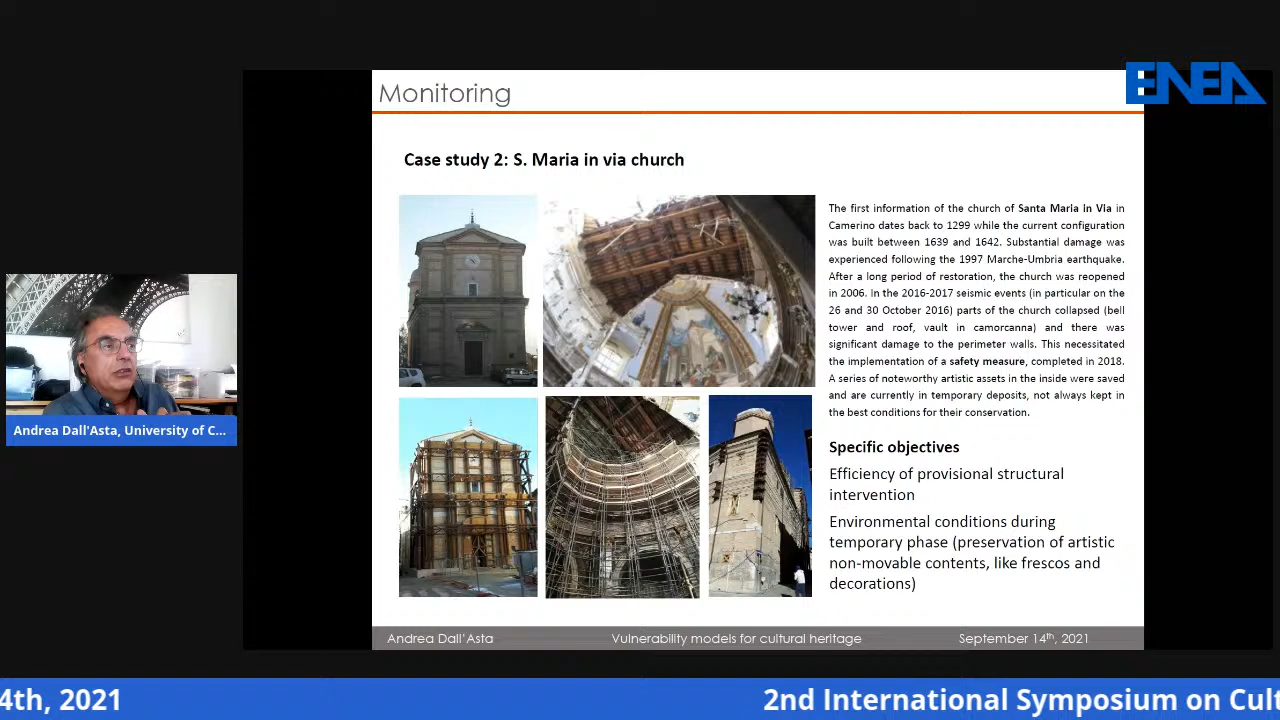 ENEA
Monitoring
Case study 2: S. Maria in via church
The first information of the church of Santa Maria in Via in
Camerino dates back to 1299 while the current configuration
was built between 1639 and 1642. Substantial damage was
experienced following the 1997 Marche-Umbria earthquake.
After a long period of restoration, the church was reopened
in 2006. In the 2016-2017 seismic events (in particular on the
26 and 30 October 2016) parts of the church collapsed (bell
tower and roof, vault in camorcanna) and there was
significant damage to the perimeter walls. This necessitated
the implementation of a safety measure, completed in 2018.
A series of noteworthy artistic assets in the inside were saved
and are currently in temporary deposits, not always kept in
the best conditions for their conservation.
Specific objectives
Efficiency of provisional structural
intervention
Environmental conditions during
temporary phase (preservation of artistic
non-movable contents, like frescos and
decorations)
Andrea Dall'Asta, University of C...
Andrea Dall'Asta Vulnerability models for cultural heritage September 14th, 2021
4th, 2021 2nd International Symposium on Cult